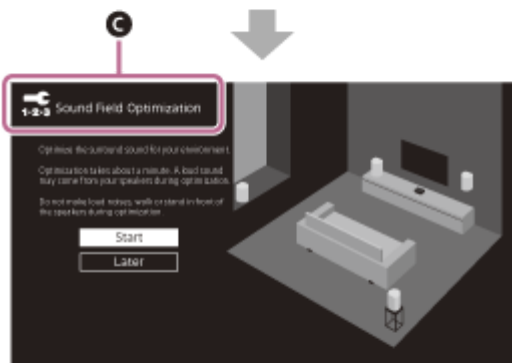 C
1-2-3 Sound Field Optimization
Optimize the surround sound for your environment.
Optimization takes about a minute. A loud sound
may come from your speakers during optimization.
Do not make loud noises, walk or stand in front of
the speakers during optimization
Start
Later